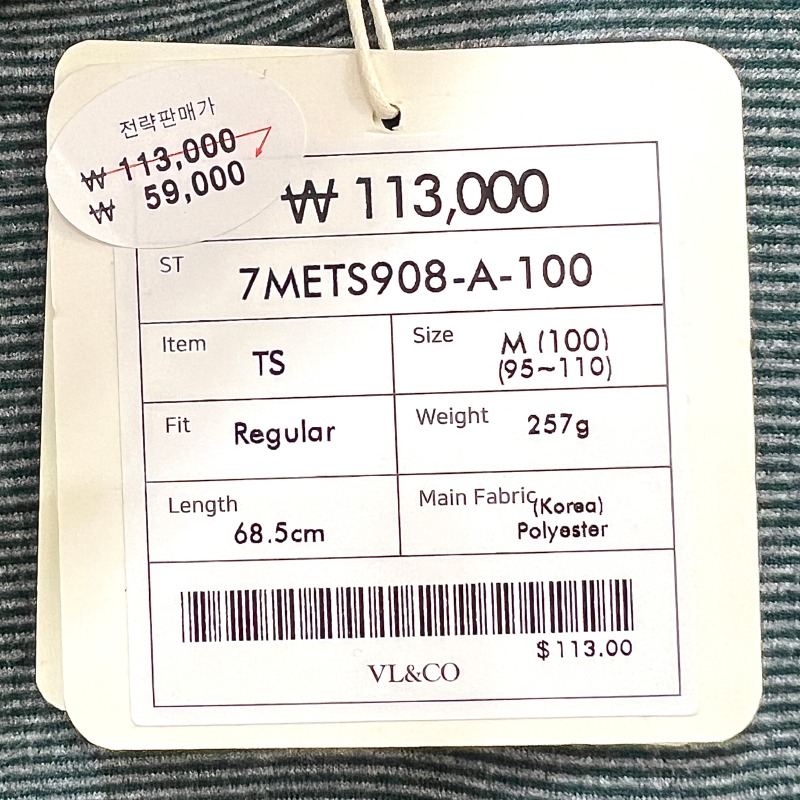 전략판매가
₩ 113,000
₩ 59,000
₩ 113,000
ST
7METS908-A-100
Item
TS
Size
M (100)
(95~110)
Fit
Regular
Weight
257g
Length
68.5cm
Main Fabric
(Korea)
Polyester
$113.00
VL&CO